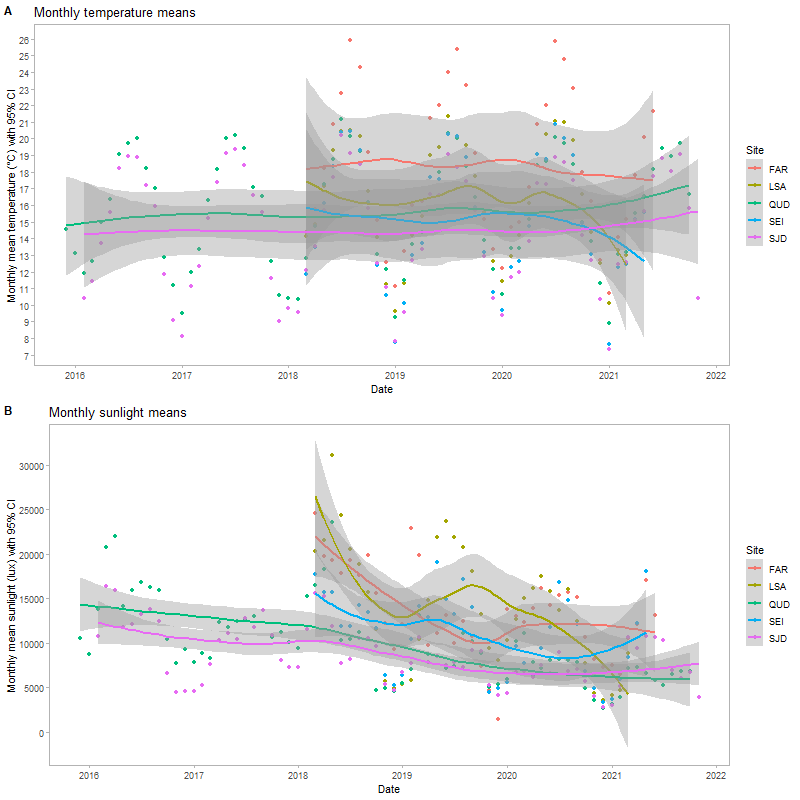 A
Monthly temperature means
Monthly mean temperature (°C) with 95% CI
26
25
24
23
22
21
20
19
18
17
16
15
14
13
12
11
10
9
8
7
2016
2017
2018
2019
2020
2021
2022
Date
Site
FAR
LSA
QUD
SEI
SJD
B
Monthly sunlight means
Monthly mean sunlight (lux) with 95% CI
30000
25000
20000
15000
10000
5000
0
2016
2017
2018
2019
2020
2021
2022
Date
Site
FAR
LSA
QUD
SEI
SJD